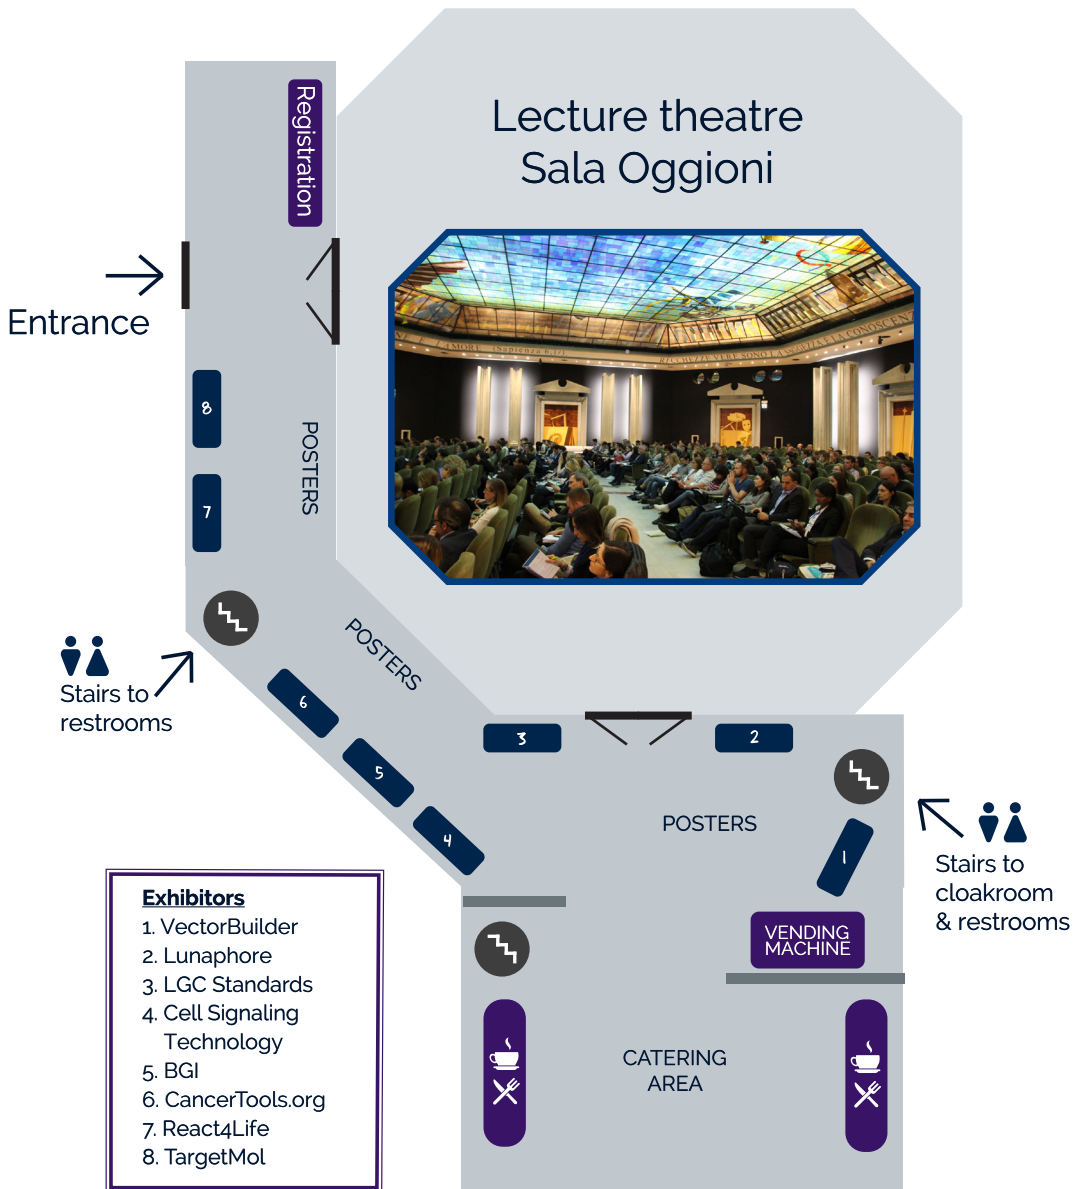 Lecture theatre
Sala Oggioni
Registration
Entrance
8
7
POSTERS
POSTERS
Stairs to
restrooms
6
5
4
3
2
POSTERS
1
Stairs to
cloakroom
& restrooms
VENDING
MACHINE
CATERING
AREA
Exhibitors
1. VectorBuilder
2. Lunaphore
3. LGC Standards
4. Cell Signaling
Technology
5. BGI
6. CancerTools.org
7. React4Life
8. TargetMol